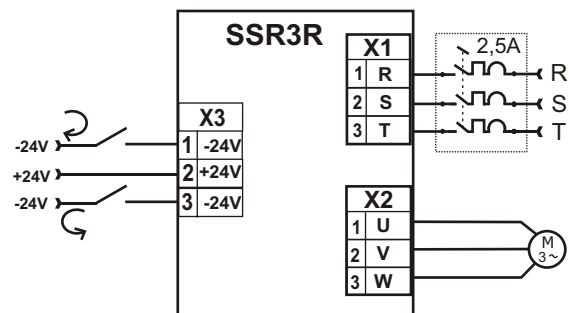 SSR3R
X1
2,5A
1 R
R
2 S
S
3 T
T
X3
-24V
1 -24V
+24V
2 +24V
-24V
3 -24V
X2
1 U
2 V
3 W
M
3~